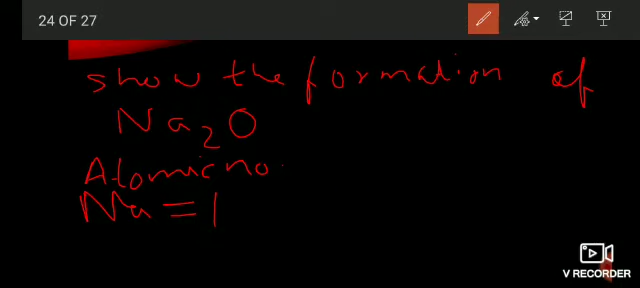 24 OF 27
show the formation of
Na₂O
Atomic no.
Na = 1
V RECORDER